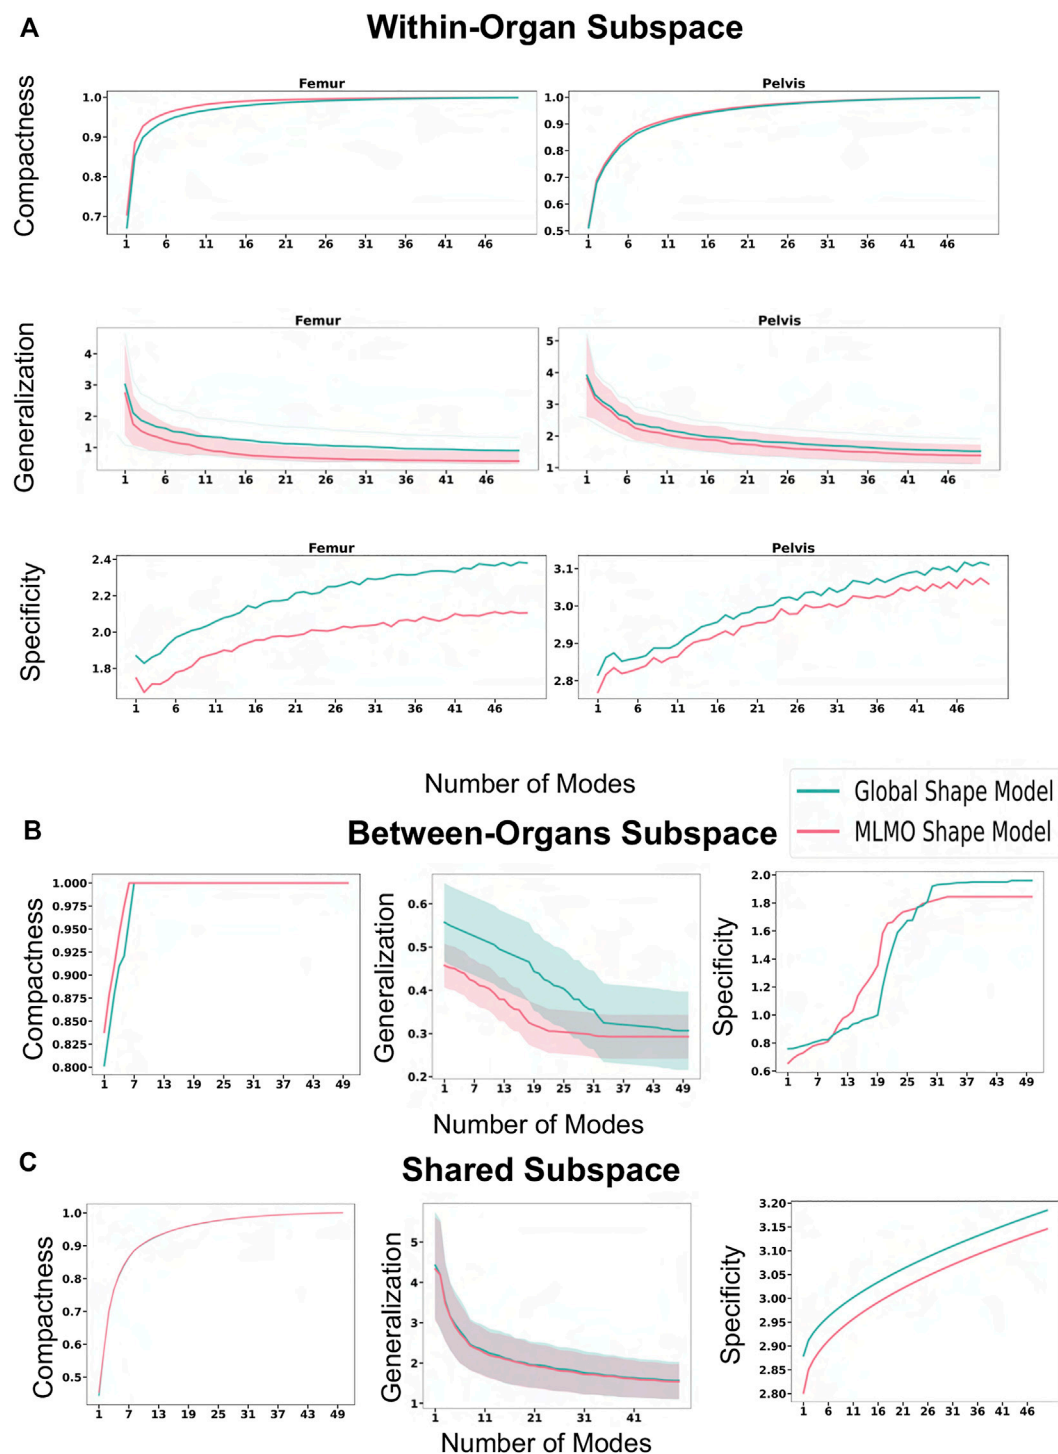 A
Within-Organ Subspace
Compactness
Femur
1.0
0.9
0.8
0.7
1 6 11 16 21 26 31 36 41 46
Pelvis
1.0
0.9
0.8
0.7
0.6
0.5
1 6 11 16 21 26 31 36 41 46
Generalization
Femur
4
3
2
1
1 6 11 16 21 26 31 36 41 46
Pelvis
5
4
3
2
1
1 6 11 16 21 26 31 36 41 46
Specificity
Femur
2.4
2.2
2.0
1.8
1 6 11 16 21 26 31 36 41 46
Pelvis
3.1
3.0
2.9
2.8
1 6 11 16 21 26 31 36 41 46
Number of Modes
Global Shape Model
MLMO Shape Model
B
Between-Organs Subspace
Compactness
1.000
0.975
0.950
0.925
0.900
0.875
0.850
0.825
0.800
1 7 13 19 25 31 37 43 49
Generalization
0.6
0.5
0.4
0.3
0.2
1 7 13 19 25 31 37 43 49
Specificity
2.0
1.8
1.6
1.4
1.2
1.0
0.8
0.6
1 7 13 19 25 31 37 43 49
Number of Modes
C
Shared Subspace
Compactness
1.0
0.9
0.8
0.7
0.6
0.5
1 7 13 19 25 31 37 43 49
Generalization
5
4
3
2
1
1 11 21 31 41
Specificity
3.20
3.15
3.10
3.05
3.00
2.95
2.90
2.85
2.80
1 6 11 16 21 26 31 36 41 46
Number of Modes